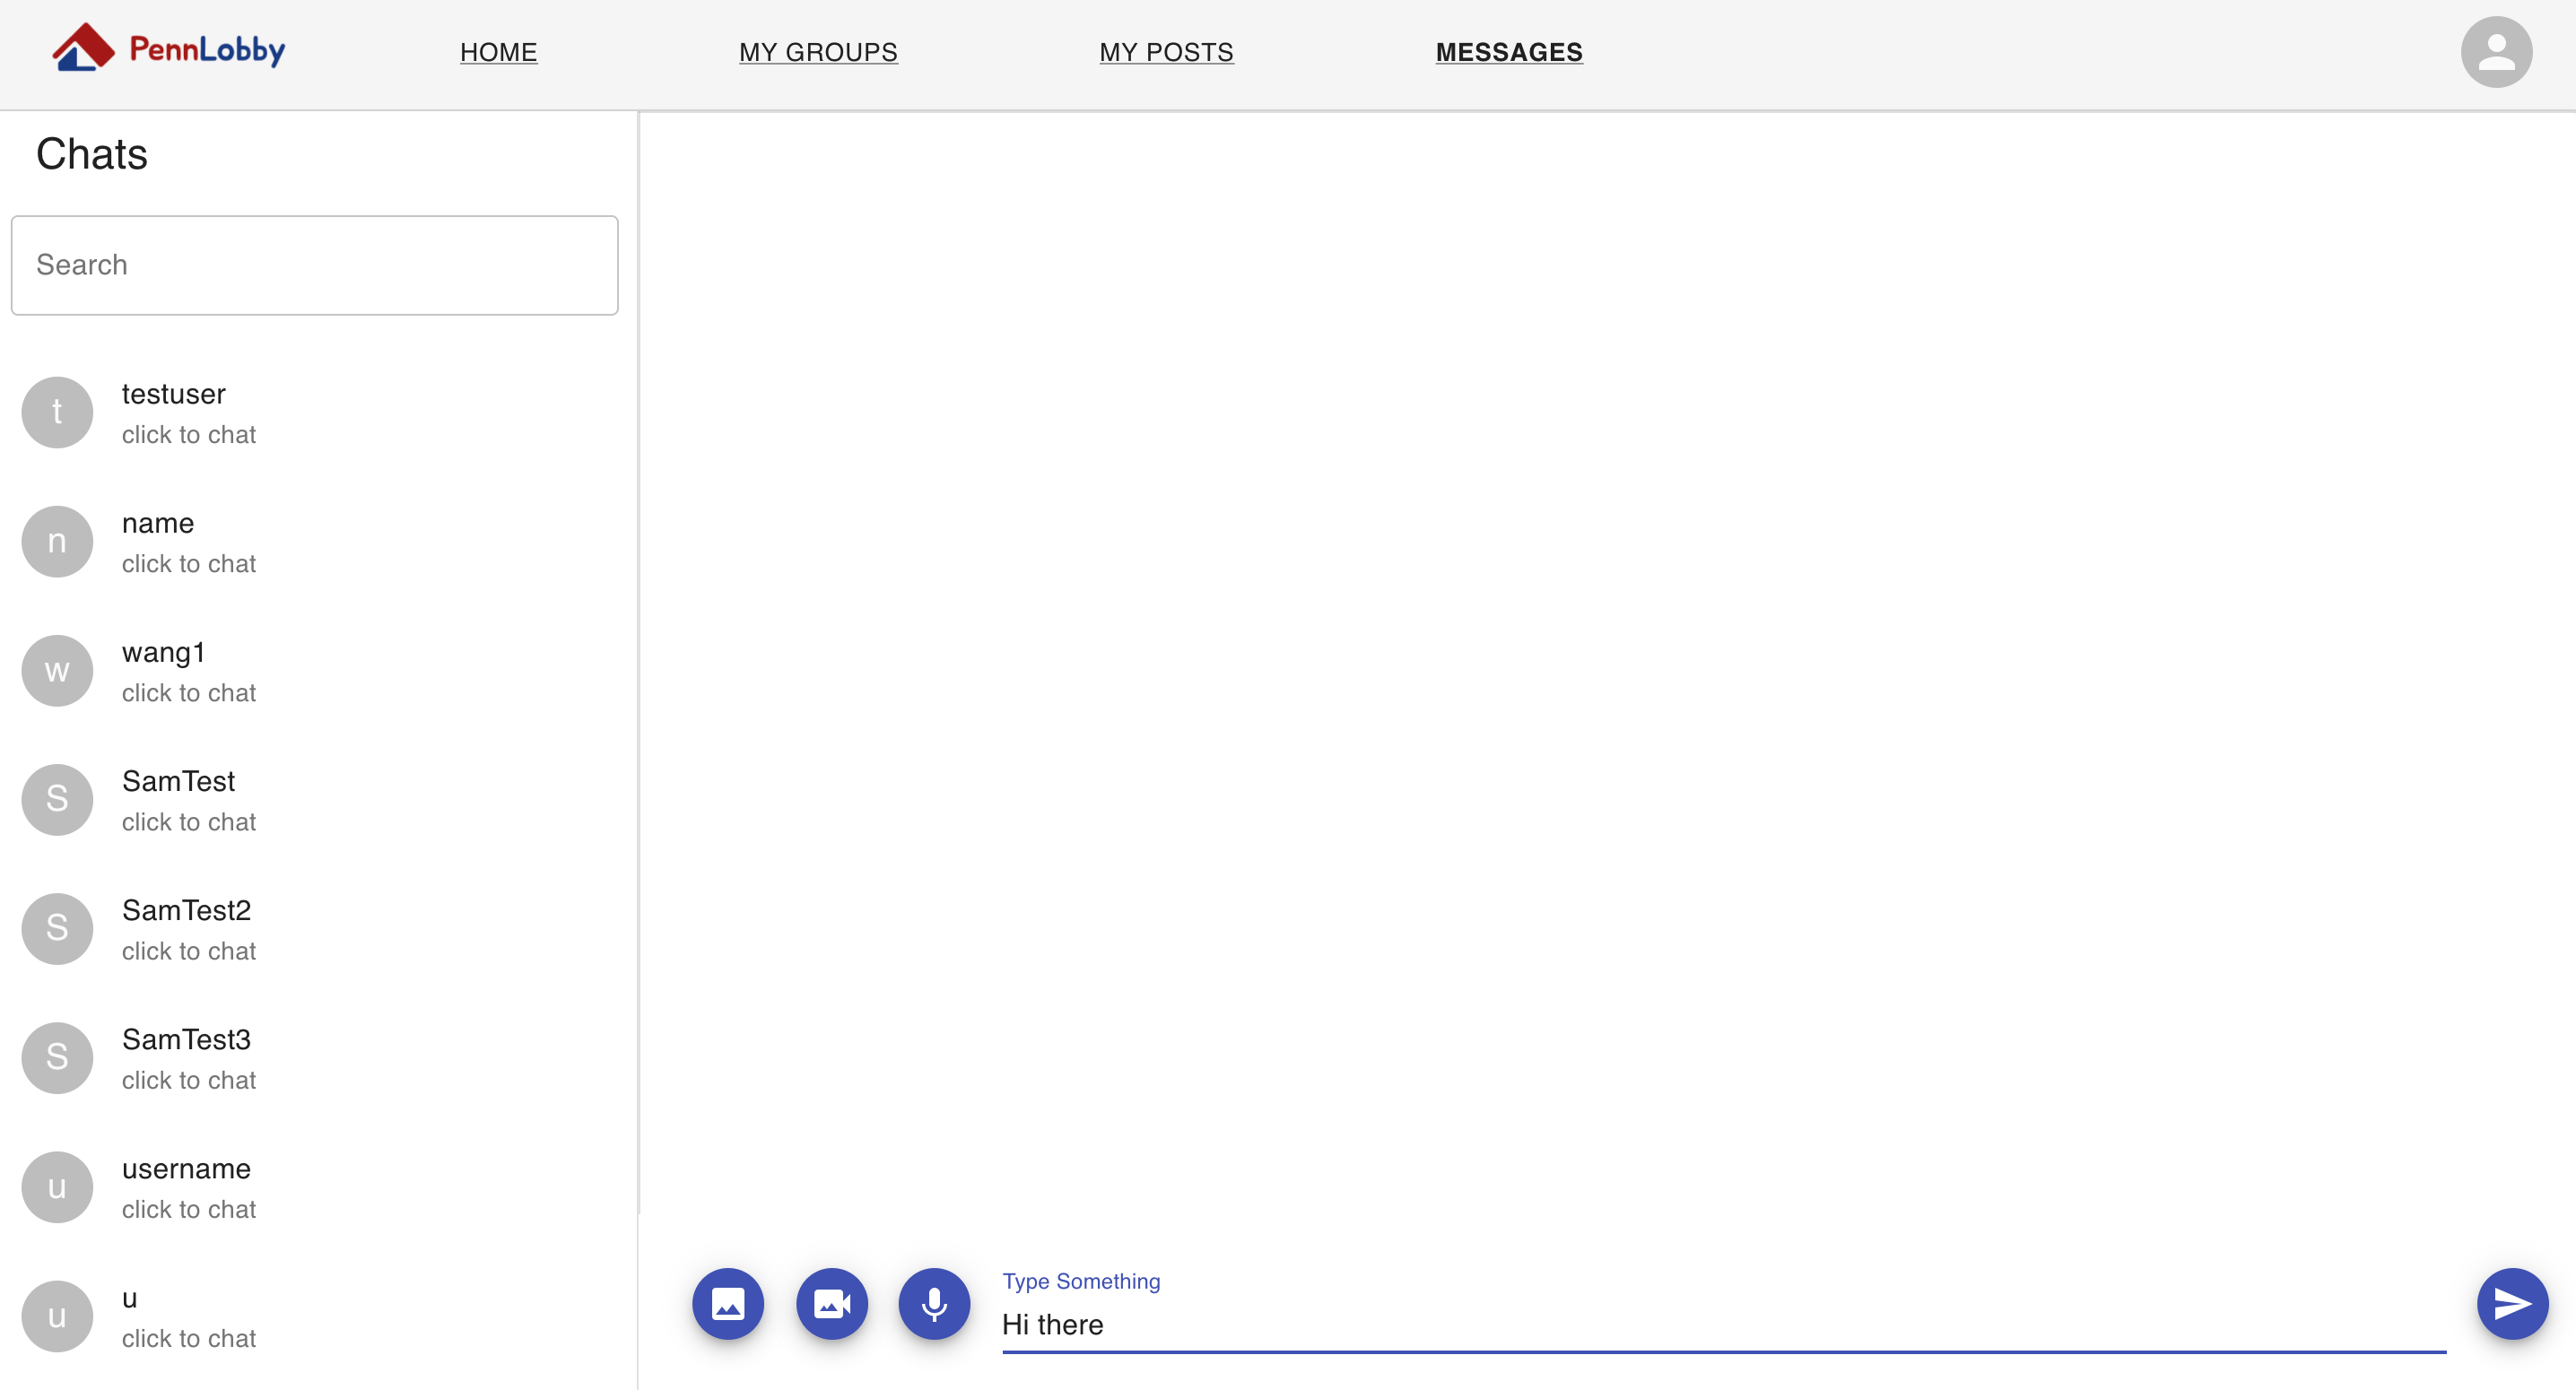 PennLobby
HOME MY GROUPS MY POSTS MESSAGES
Chats
Search
t
testuser
click to chat
n
name
click to chat
w
wang1
click to chat
S
SamTest
click to chat
S
SamTest2
click to chat
S
SamTest3
click to chat
u
username
click to chat
u
u
click to chat
Type Something
Hi there